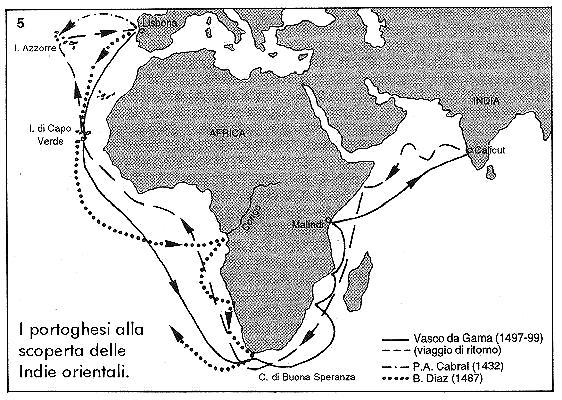 5
Lisbona
I. Azzorre
INDIA
I. di Capo
Verde
AFRICA
Calicut
Congo
Malindi
I portoghesi alla
scoperta delle
Indie orientali.
Vasco da Gama (1497-99)
(viaggio di ritorno)
P.A. Cabral (1432)
B. Diaz (1487)
C. di Buona Speranza